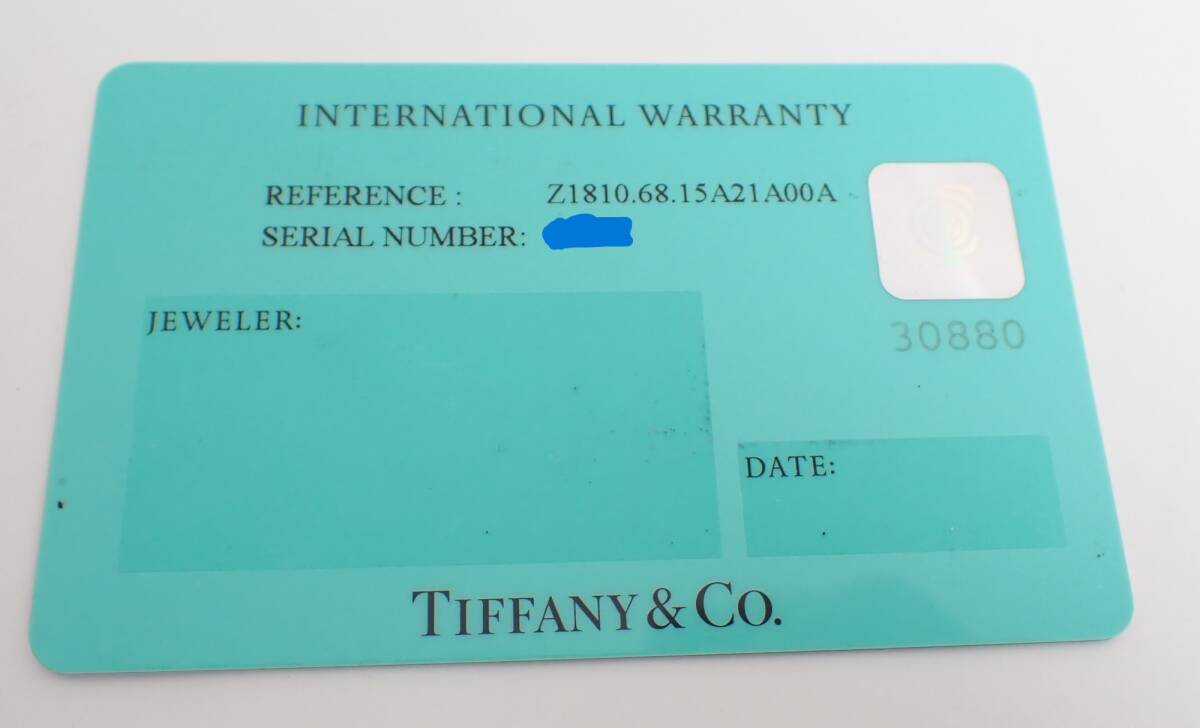 INTERNATIONAL WARRANTY
REFERENCE : Z1810.68.15A21A00A
SERIAL NUMBER:
30880
JEWELER:
DATE:
TIFFANY & CO.